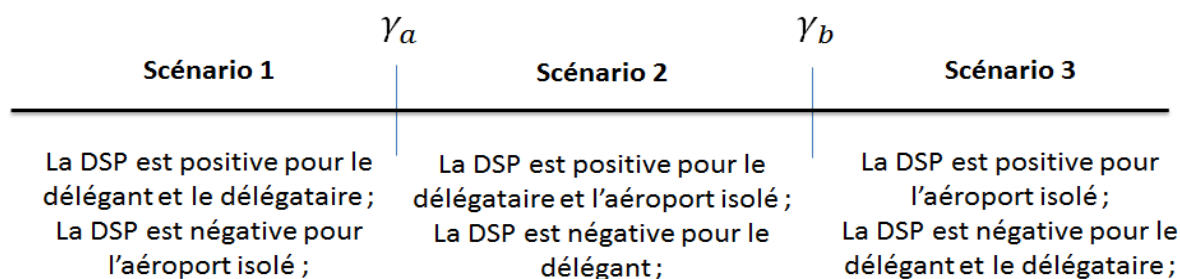 γa
γb
Scénario 1
Scénario 2
Scénario 3
La DSP est positive pour le
délégant et le délégataire ;
La DSP est négative pour
l'aéroport isolé ;
La DSP est positive pour le
délégataire et l'aéroport isolé ;
La DSP est négative pour le
délégant ;
La DSP est positive pour
l'aéroport isolé ;
La DSP est négative pour le
délégant et le délégataire ;